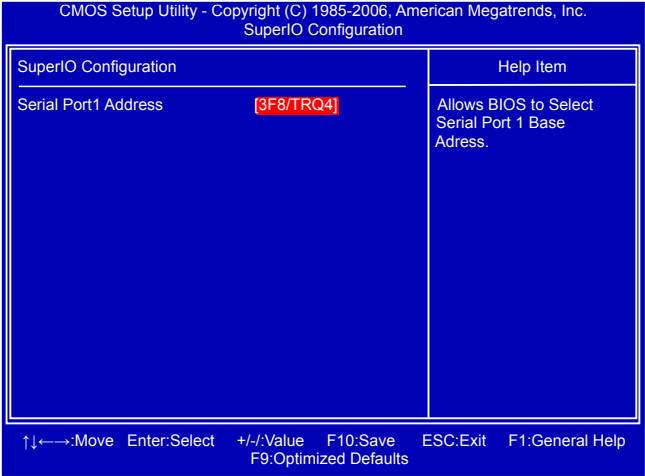 CMOS Setup Utility - Copyright (C) 1985-2006, American Megatrends, Inc.
SuperIO Configuration
SuperIO Configuration
Help Item
Serial Port1 Address [3F8/TRQ4]
Allows BIOS to Select
Serial Port 1 Base
Adress.
↑↓←→:Move Enter:Select +/-/:Value F10:Save ESC:Exit F1:General Help
F9:Optimized Defaults